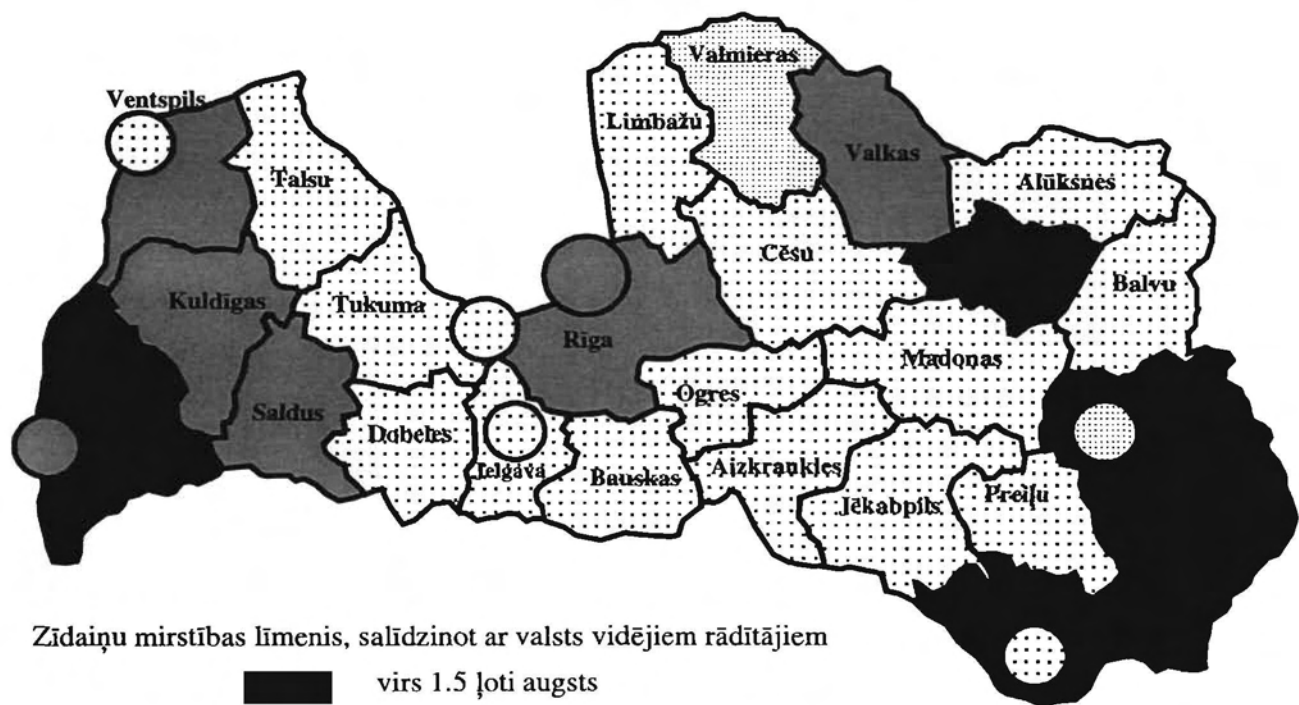 Valmieras
Ventspils
Limbažu
Valkas
Talsu
Alūksnes
Cēsu
Balvu
Kuldīgas
Tukuma
Rīga
Madonas
Ogres
Saldus
Dobeles
Jelgava
Bauskas
Aizkraukles
Jēkabpils
Preiļu
Zīdaiņu mirstības līmenis, salīdzinot ar valsts vidējiem rādītājiem
virs 1.5 ļoti augsts